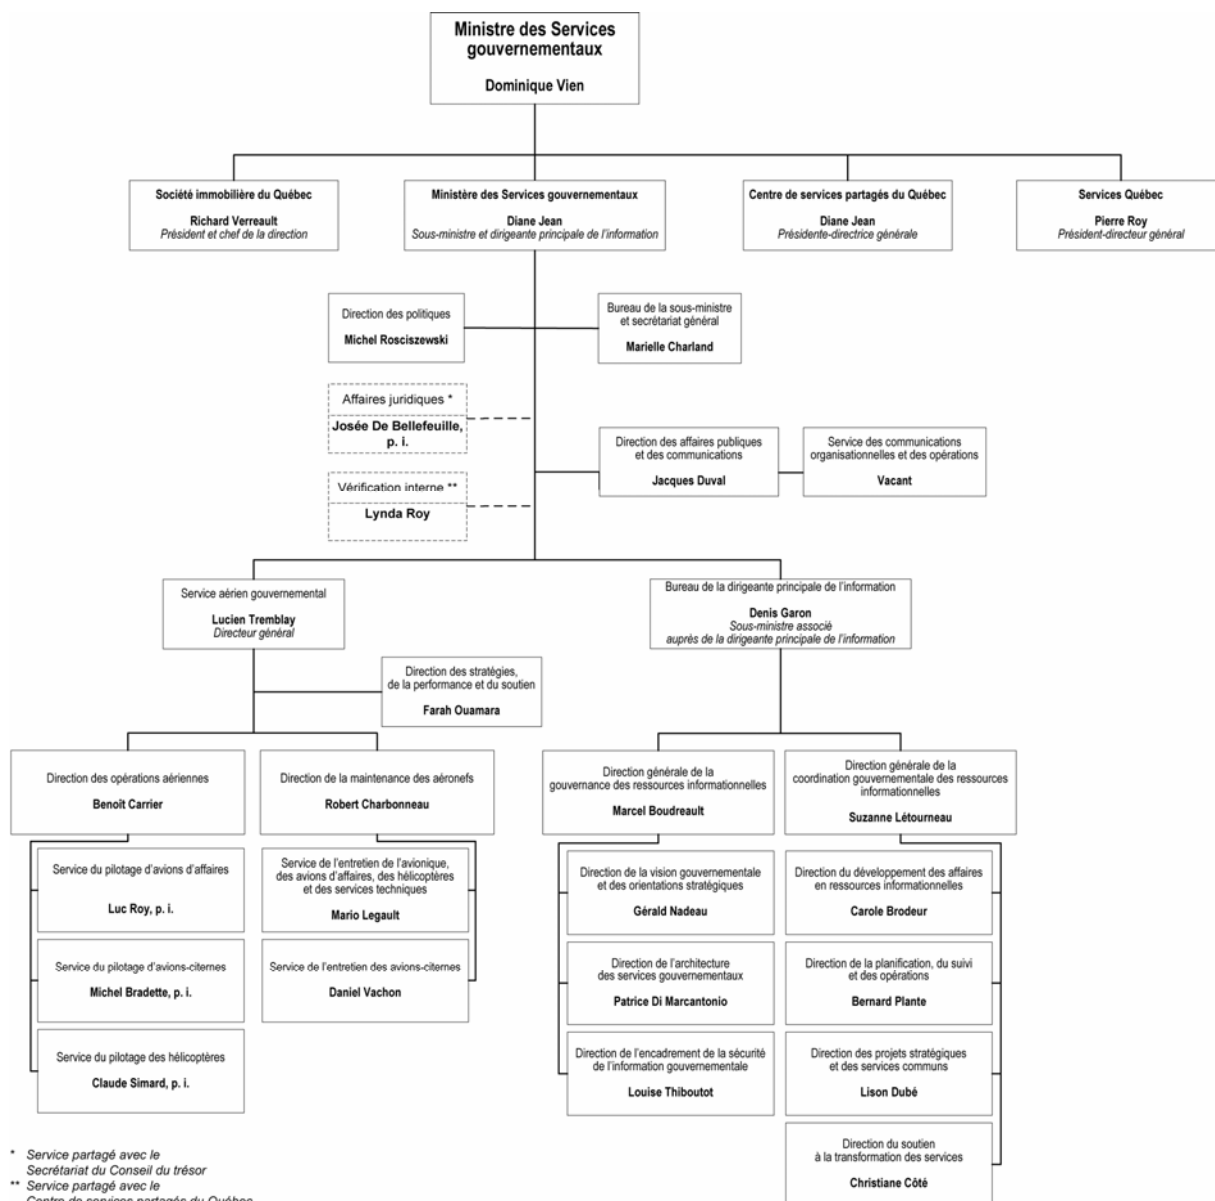 Ministre des Services
gouvernementaux
Dominique Vien
Société immobilière du Québec
Richard Verreault
Président et chef de la direction
Ministère des Services gouvernementaux
Diane Jean
Sous-ministre et dirigeante principale de l'information
Centre de services partagés du Québec
Diane Jean
Présidente-directrice générale
Services Québec
Pierre Roy
Président-directeur général
Direction des politiques
Michel Rosciszewski
Bureau de la sous-ministre
et secrétariat général
Marielle Charland
Affaires juridiques *
Josée De Bellefeuille,
p. i.
Direction des affaires publiques
et des communications
Jacques Duval
Service des communications
organisationnelles et des opérations
Vacant
Vérification interne **
Lynda Roy
Service aérien gouvernemental
Lucien Tremblay
Directeur général
Bureau de la dirigeante principale de l'information
Denis Garon
Sous-ministre associé
auprès de la dirigeante principale de l'information
Direction des stratégies,
de la performance et du soutien
Farah Ouamara
Direction des opérations aériennes
Benoît Carrier
Direction de la maintenance des aéronefs
Robert Charbonneau
Direction générale de la
gouvernance des ressources informationnelles
Marcel Boudreault
Direction générale de la
coordination gouvernementale des ressources
informationnelles
Suzanne Létourneau
Service du pilotage d'avions d'affaires
Luc Roy, p. i.
Service de l'entretien de l'avionique,
des avions d'affaires, des hélicoptères
et des services techniques
Mario Legault
Direction de la vision gouvernementale
et des orientations stratégiques
Gérald Nadeau
Direction du développement des affaires
en ressources informationnelles
Carole Brodeur
Service du pilotage d'avions-citernes
Michel Bradette, p. i.
Service de l'entretien des avions-citernes
Daniel Vachon
Direction de l'architecture
des services gouvernementaux
Patrice Di Marcantonio
Direction de la planification, du suivi
et des opérations
Bernard Plante
Service du pilotage des hélicoptères
Claude Simard, p. i.
Direction de l'encadrement de la sécurité
de l'information gouvernementale
Louise Thiboutot
Direction des projets stratégiques
et des services communs
Lison Dubé
Direction du soutien
à la transformation des services
Christiane Côté
* Service partagé avec le
Secrétariat du Conseil du trésor
** Service partagé avec le
Centre de services partagés du Québec